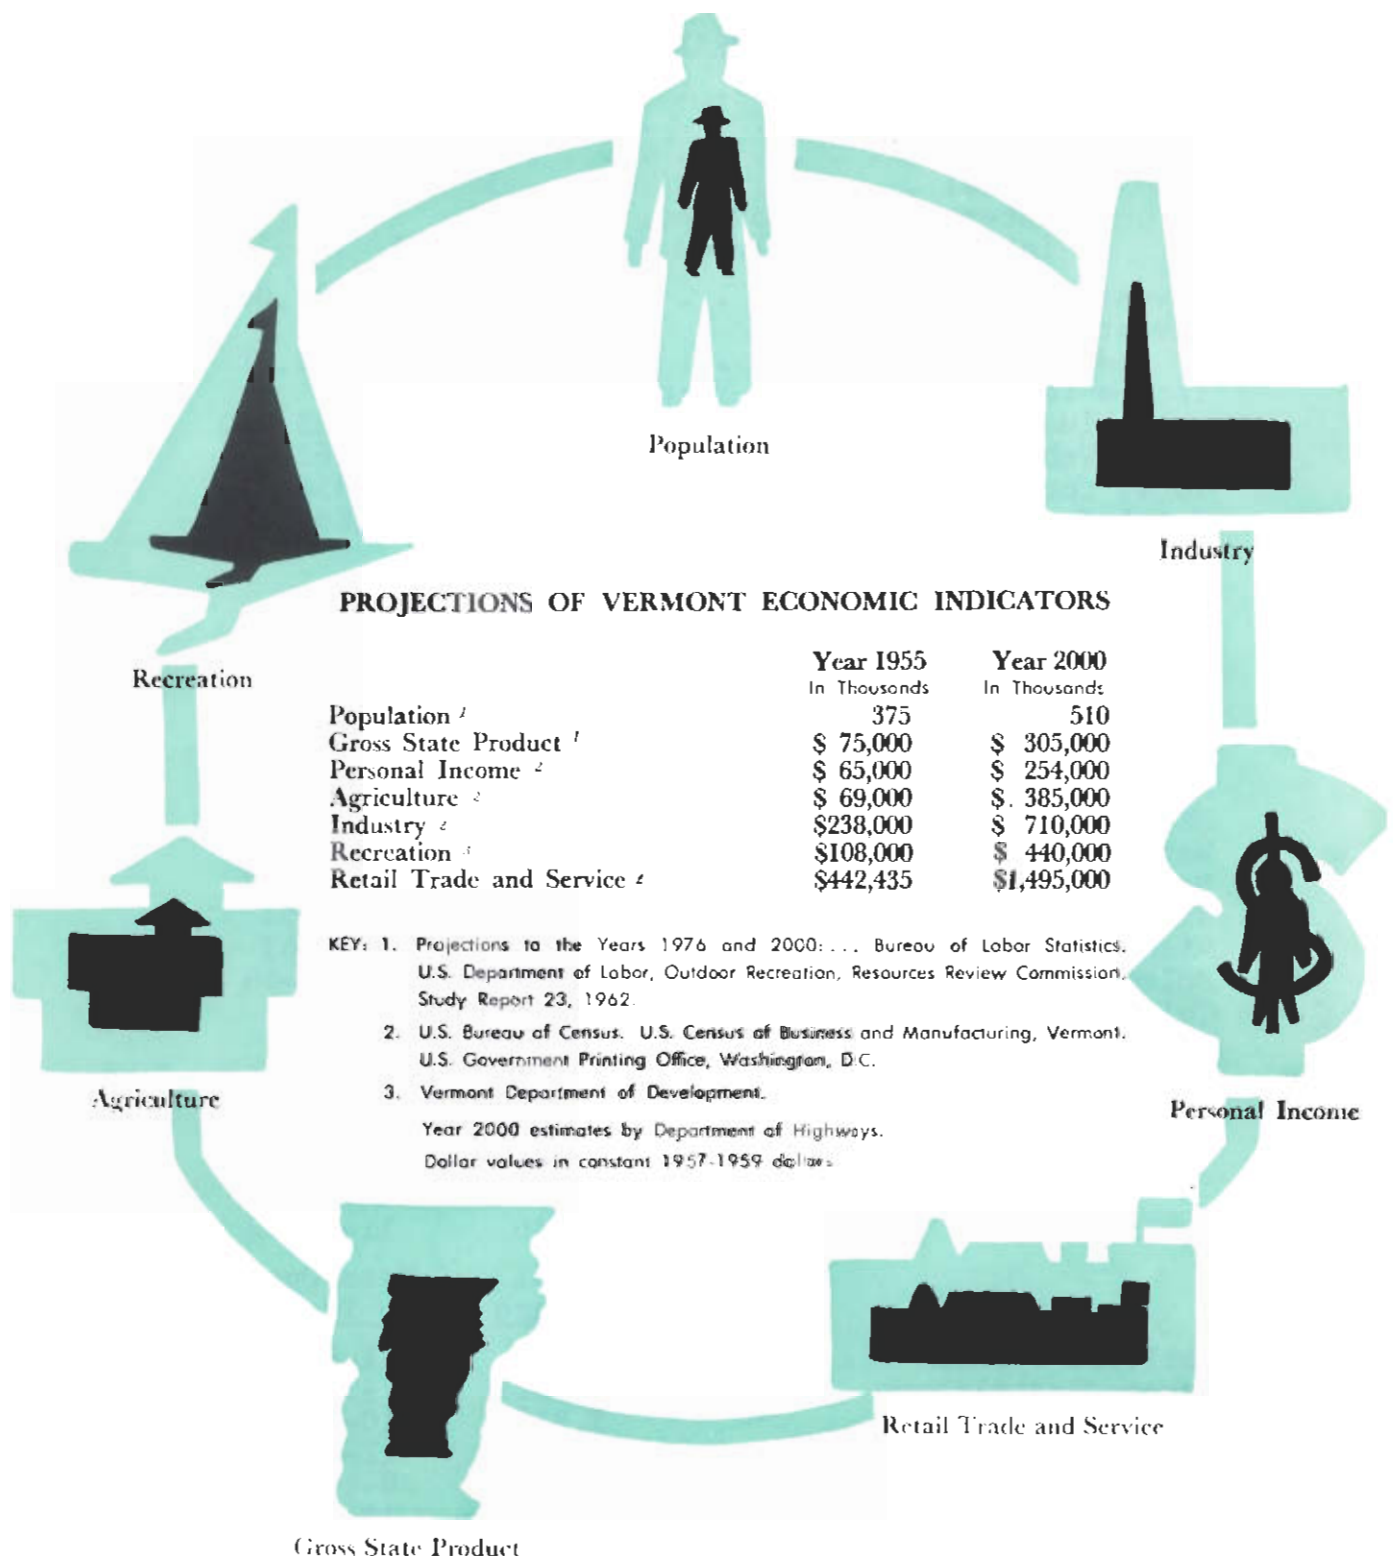 Population
Industry
PROJECTIONS OF VERMONT ECONOMIC INDICATORS
Recreation
Year 1955 Year 2000
In Thousands In Thousands
Population 375 510
Gross State Product 1 $ 75,000 $ 305,000
Personal Income 2 $ 65,000 $ 254,000
Agriculture 2 $ 69,000 $. 385,000
Industry 2 $238,000 $ 710,000
Recreation 3 $108,000 $ 440,000
Retail Trade and Service 2 $442,435 $1,495,000
KEY: 1. Projections to the Years 1976 and 2000: ... Bureau of Labor Statistics.
U.S. Department of Labor, Outdoor Recreation, Resources Review Commission,
Study Report 23, 1962.
2. U.S. Bureau of Census. U.S. Census of Business and Manufacturing, Vermont.
U.S. Government Printing Office, Washington, D.C.
3. Vermont Department of Development.
Year 2000 estimates by Department of Highways.
Dollar values in constant 1957-1959 dollars
Agriculture
Personal Income
Retail Trade and Service
Gross State Product